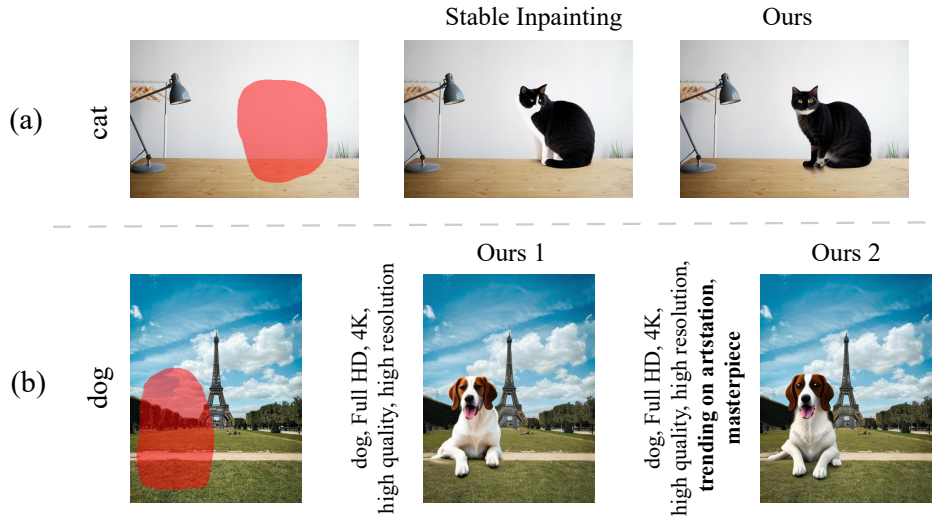 Stable Inpainting
Ours
(a)
cat
Ours 1
Ours 2
(b)
dog
dog, Full HD, 4K,
high quality, high resolution
dog, Full HD, 4K,
high quality, high resolution,
trending on artstation,
masterpiece